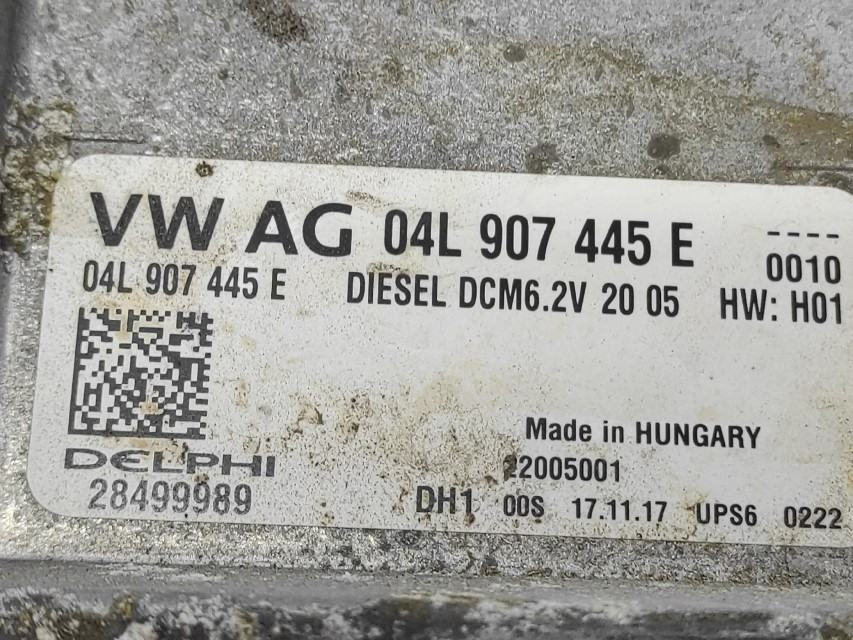 VW AG 04L 907 445 E ----
0010
04L 907 445 E DIESEL DCM6.2V 20 05 HW: H01
Made in HUNGARY
DELPHI 22005001
28499989 DH1 00S 17.11.17 UPS6 0222